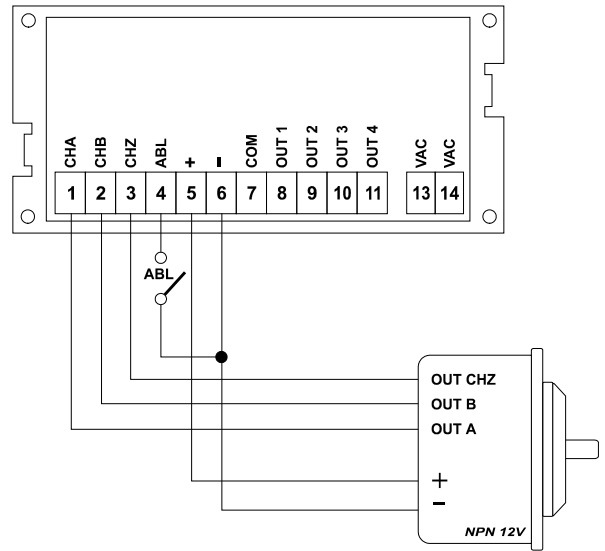 CHA CHB CHZ ABL + - COM OUT 1 OUT 2 OUT 3 OUT 4 VAC VAC
1 2 3 4 5 6 7 8 9 10 11 13 14
ABL
OUT CHZ
OUT B
OUT A
+
-
NPN 12V